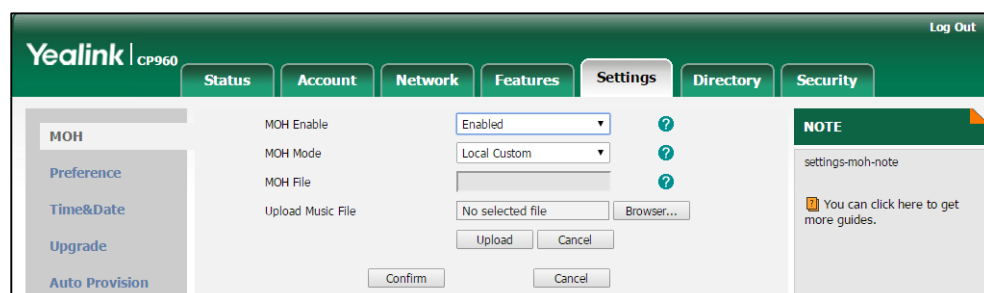 Log Out
Yealink CP960
Status Account Network Features Settings Directory Security
MOH
Preference
Time&Date
Upgrade
Auto Provision
MOH Enable Enabled ?
MOH Mode Local Custom ?
MOH File ?
Upload Music File No selected file Browser...
Upload Cancel
Confirm Cancel
NOTE
settings-moh-note
? You can click here to get
more guides.